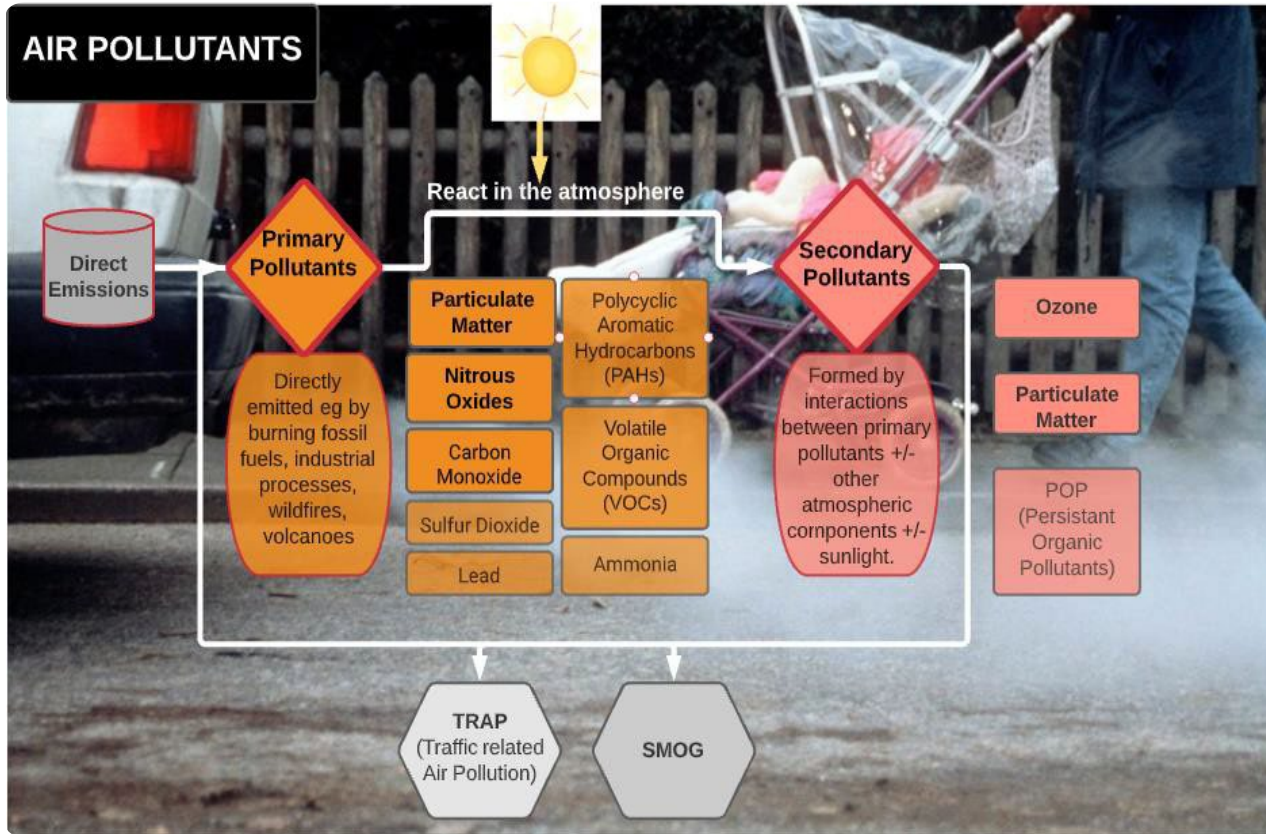 AIR POLLUTANTS
React in the atmosphere
Direct
Emissions
Primary
Pollutants
Directly
emitted eg by
burning fossil
fuels, industrial
processes,
wildfires,
volcanoes
Particulate
Matter
Nitrous
Oxides
Carbon
Monoxide
Sulfur Dioxide
Lead
Polycyclic
Aromatic
Hydrocarbons
(PAHs)
Volatile
Organic
Compounds
(VOCs)
Ammonia
Secondary
Pollutants
Formed by
interactions
between primary
pollutants +/-
other
atmospheric
components +/-
sunlight.
Ozone
Particulate
Matter
POP
(Persistant
Organic
Pollutants)
TRAP
(Traffic related
Air Pollution)
SMOG